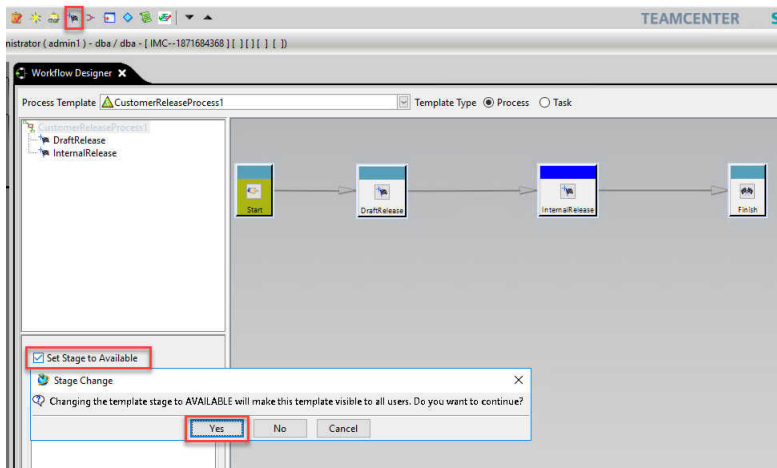 TEAMCENTER S
nistrator ( admin1 ) - dba / dba - [ IMC--1871684368 ] [ ] [ ] [ ] [ ])
Workflow Designer
Process Template CustomerReleaseProcess1 Template Type Process Task
CustomerReleaseProcess1
DraftRelease
InternalRelease
Start DraftRelease InternalRelease Finish
Set Stage to Available
Stage Change
Changing the template stage to AVAILABLE will make this template visible to all users. Do you want to continue?
Yes No Cancel